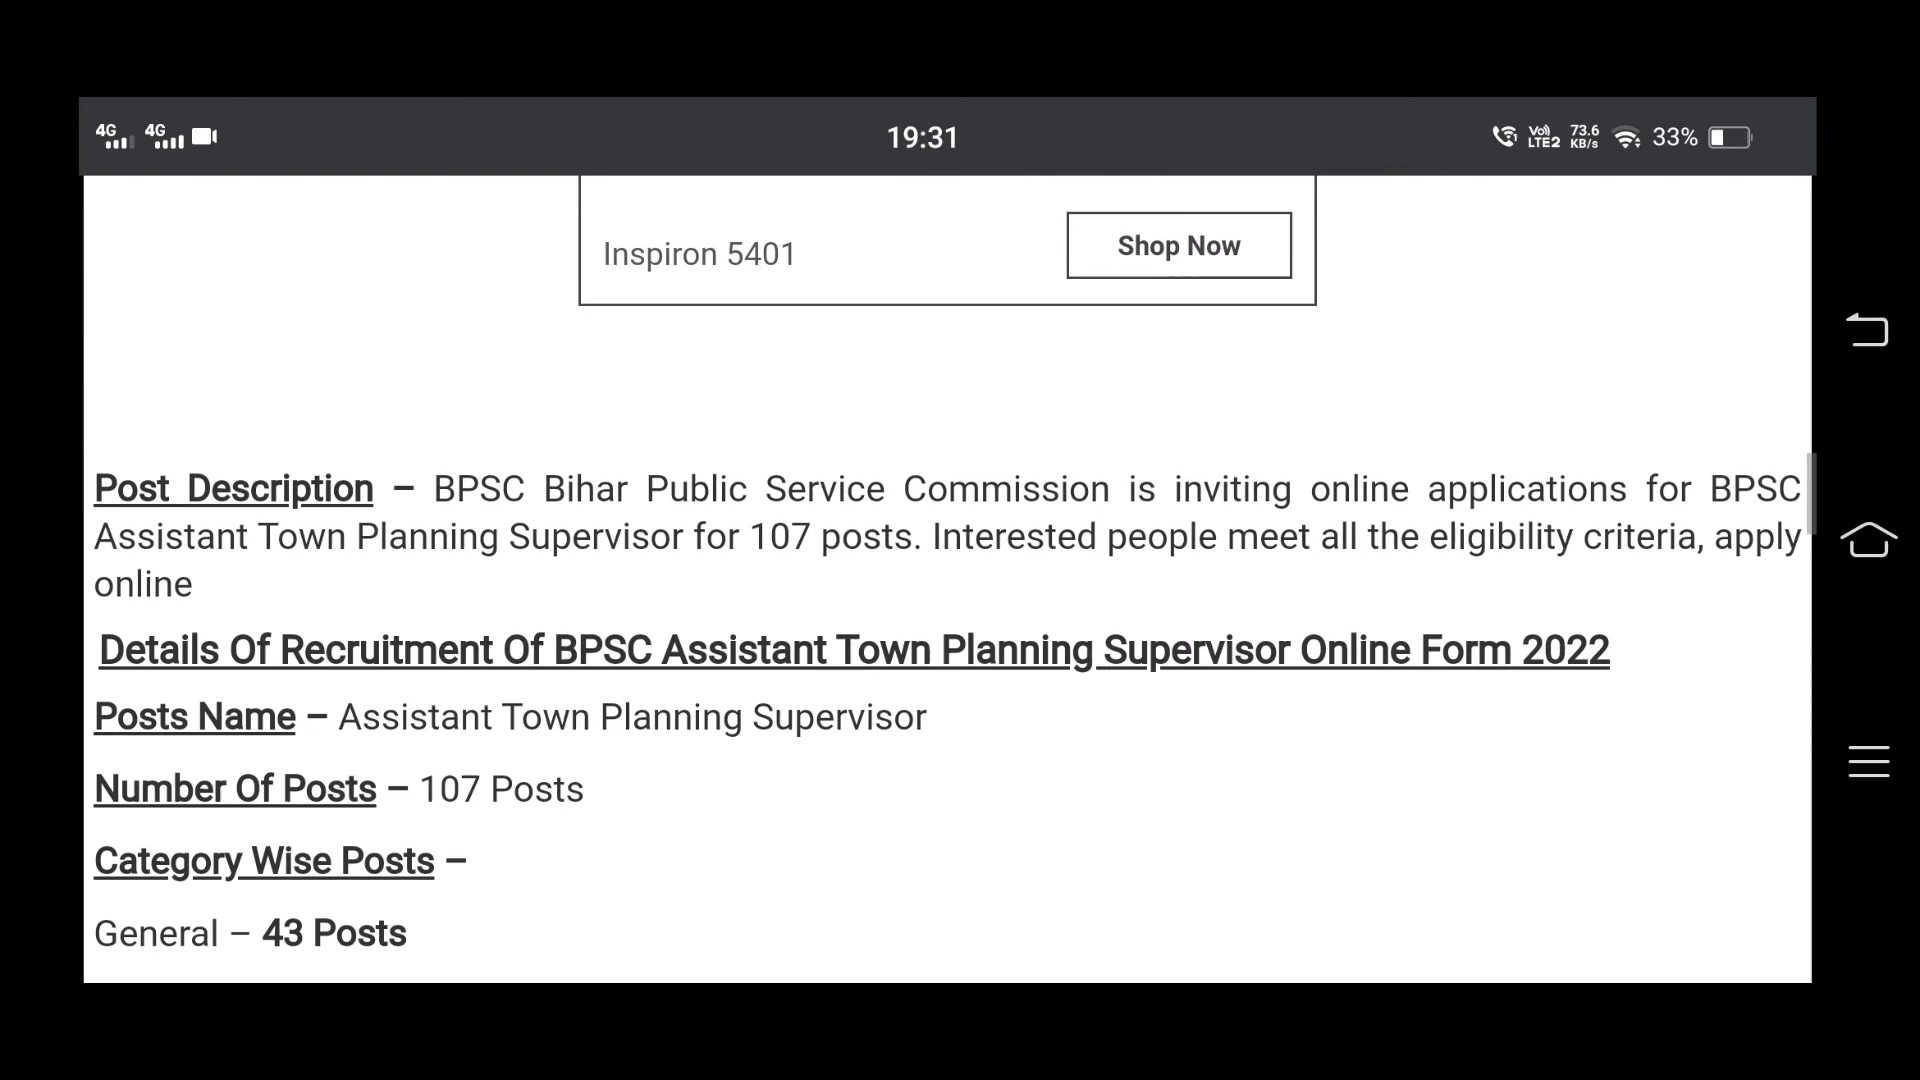 4G 4G 19:31 Vo)) LTE2 73.6 KB/s 33%
Inspiron 5401 Shop Now
Post Description – BPSC Bihar Public Service Commission is inviting online applications for BPSC
Assistant Town Planning Supervisor for 107 posts. Interested people meet all the eligibility criteria, apply
online
Details Of Recruitment Of BPSC Assistant Town Planning Supervisor Online Form 2022
Posts Name – Assistant Town Planning Supervisor
Number Of Posts – 107 Posts
Category Wise Posts –
General – 43 Posts